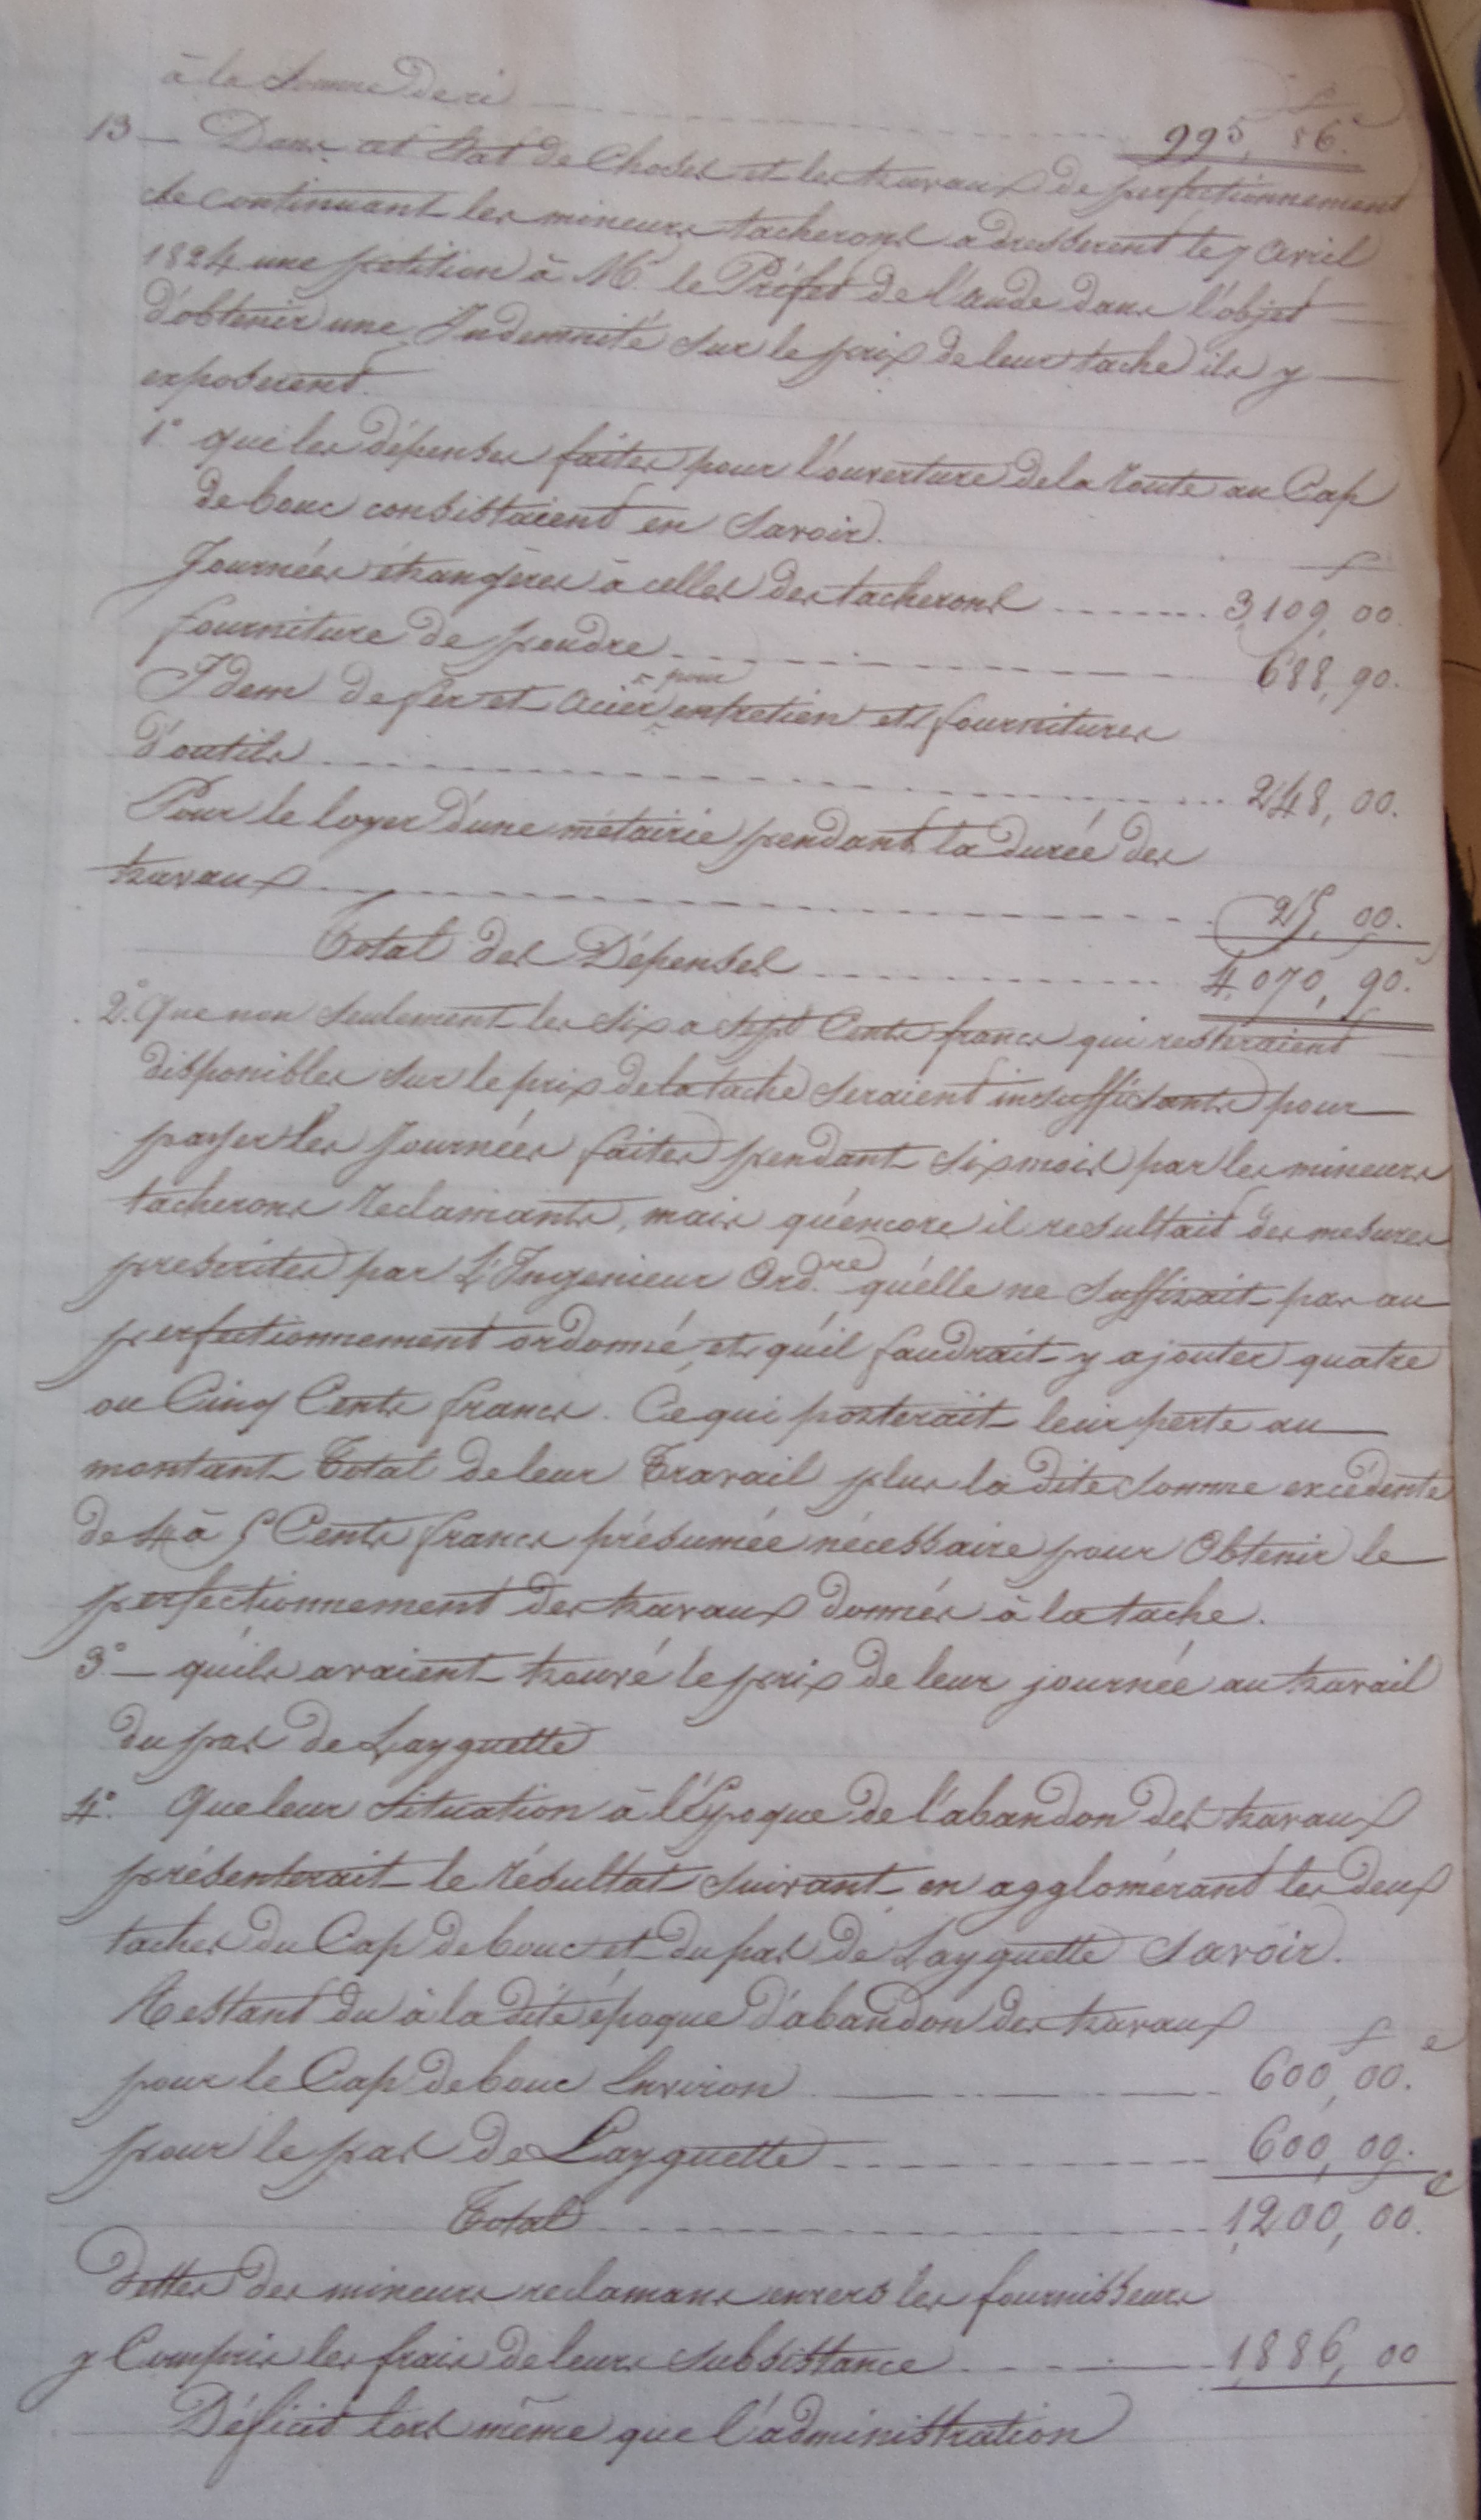 à la somme de ci ........ 995,86.
13 — Dans cet état de choses et les travaux de perfectionnement
se continuant les mineurs tacherons adresserent le 7 avril
1824 une petition à Mr. le Préfet de l'aude dans l'objet
d'obtenir une Indemnité sur le prix de leur tache ils y
exposerent.
1.° que les dépenses faites pour l'ouverture de la route au Cap
de bouc consistaient en Savoir.
f
Journées étrangères à celles des tacherons ........ 3,109,00.
fourniture de poudre ........ 688,90.
pour
Idem de fer et acier entretien et fournitures
d'outils ........ 248,00.
Pour le loyer d'une métairie pendant la durée des
travaux ........ 25,00.
Total des Dépenses ........ 4,070,90.
2.° Que non seulement les six a sept Cents francs qui resteraient
disponibles sur le prix de la tache seraient insuffisants pour
payer les Journées faites pendant six mois par les mineurs
tacherons reclamants, mais qu'encore il resultait des mesures
prescrites par L'Ingenieur Ord.re qu'elle ne suffisait pas au
perfectionnement ordonné, et qu'il faudrait y ajouter quatre
ou Cinq Cents francs. Ce qui porterait leur perte au
montant Total de leur Travail plus la dite somme excédente
de 4 à 5 Cents francs présumée nécessaire pour Obtenir le
perfectionnement des travaux donnés à la tache.
3° — qu'ils avaient trouvé le prix de leur journée au travail
du pas de Layguette
4.° Que leur situation à l'Epoque de l'abandon des travaux
présenterait le résultat suivant en agglomérant les deux
taches du Cap de bouc et du pas de Layguette Savoir.
Restant du à la dite époque d'abandon des travaux
f c
pour le Cap de bouc Environ ........ 600,00.
pour le pas de Layguette ........ 600,00.
Total ........ 1,200,00.c
dettes des mineurs reclamans envers les fournisseurs
y Compris les frais de leurs subsistance ........ 1,886,00
Déficit lors même que l'administration